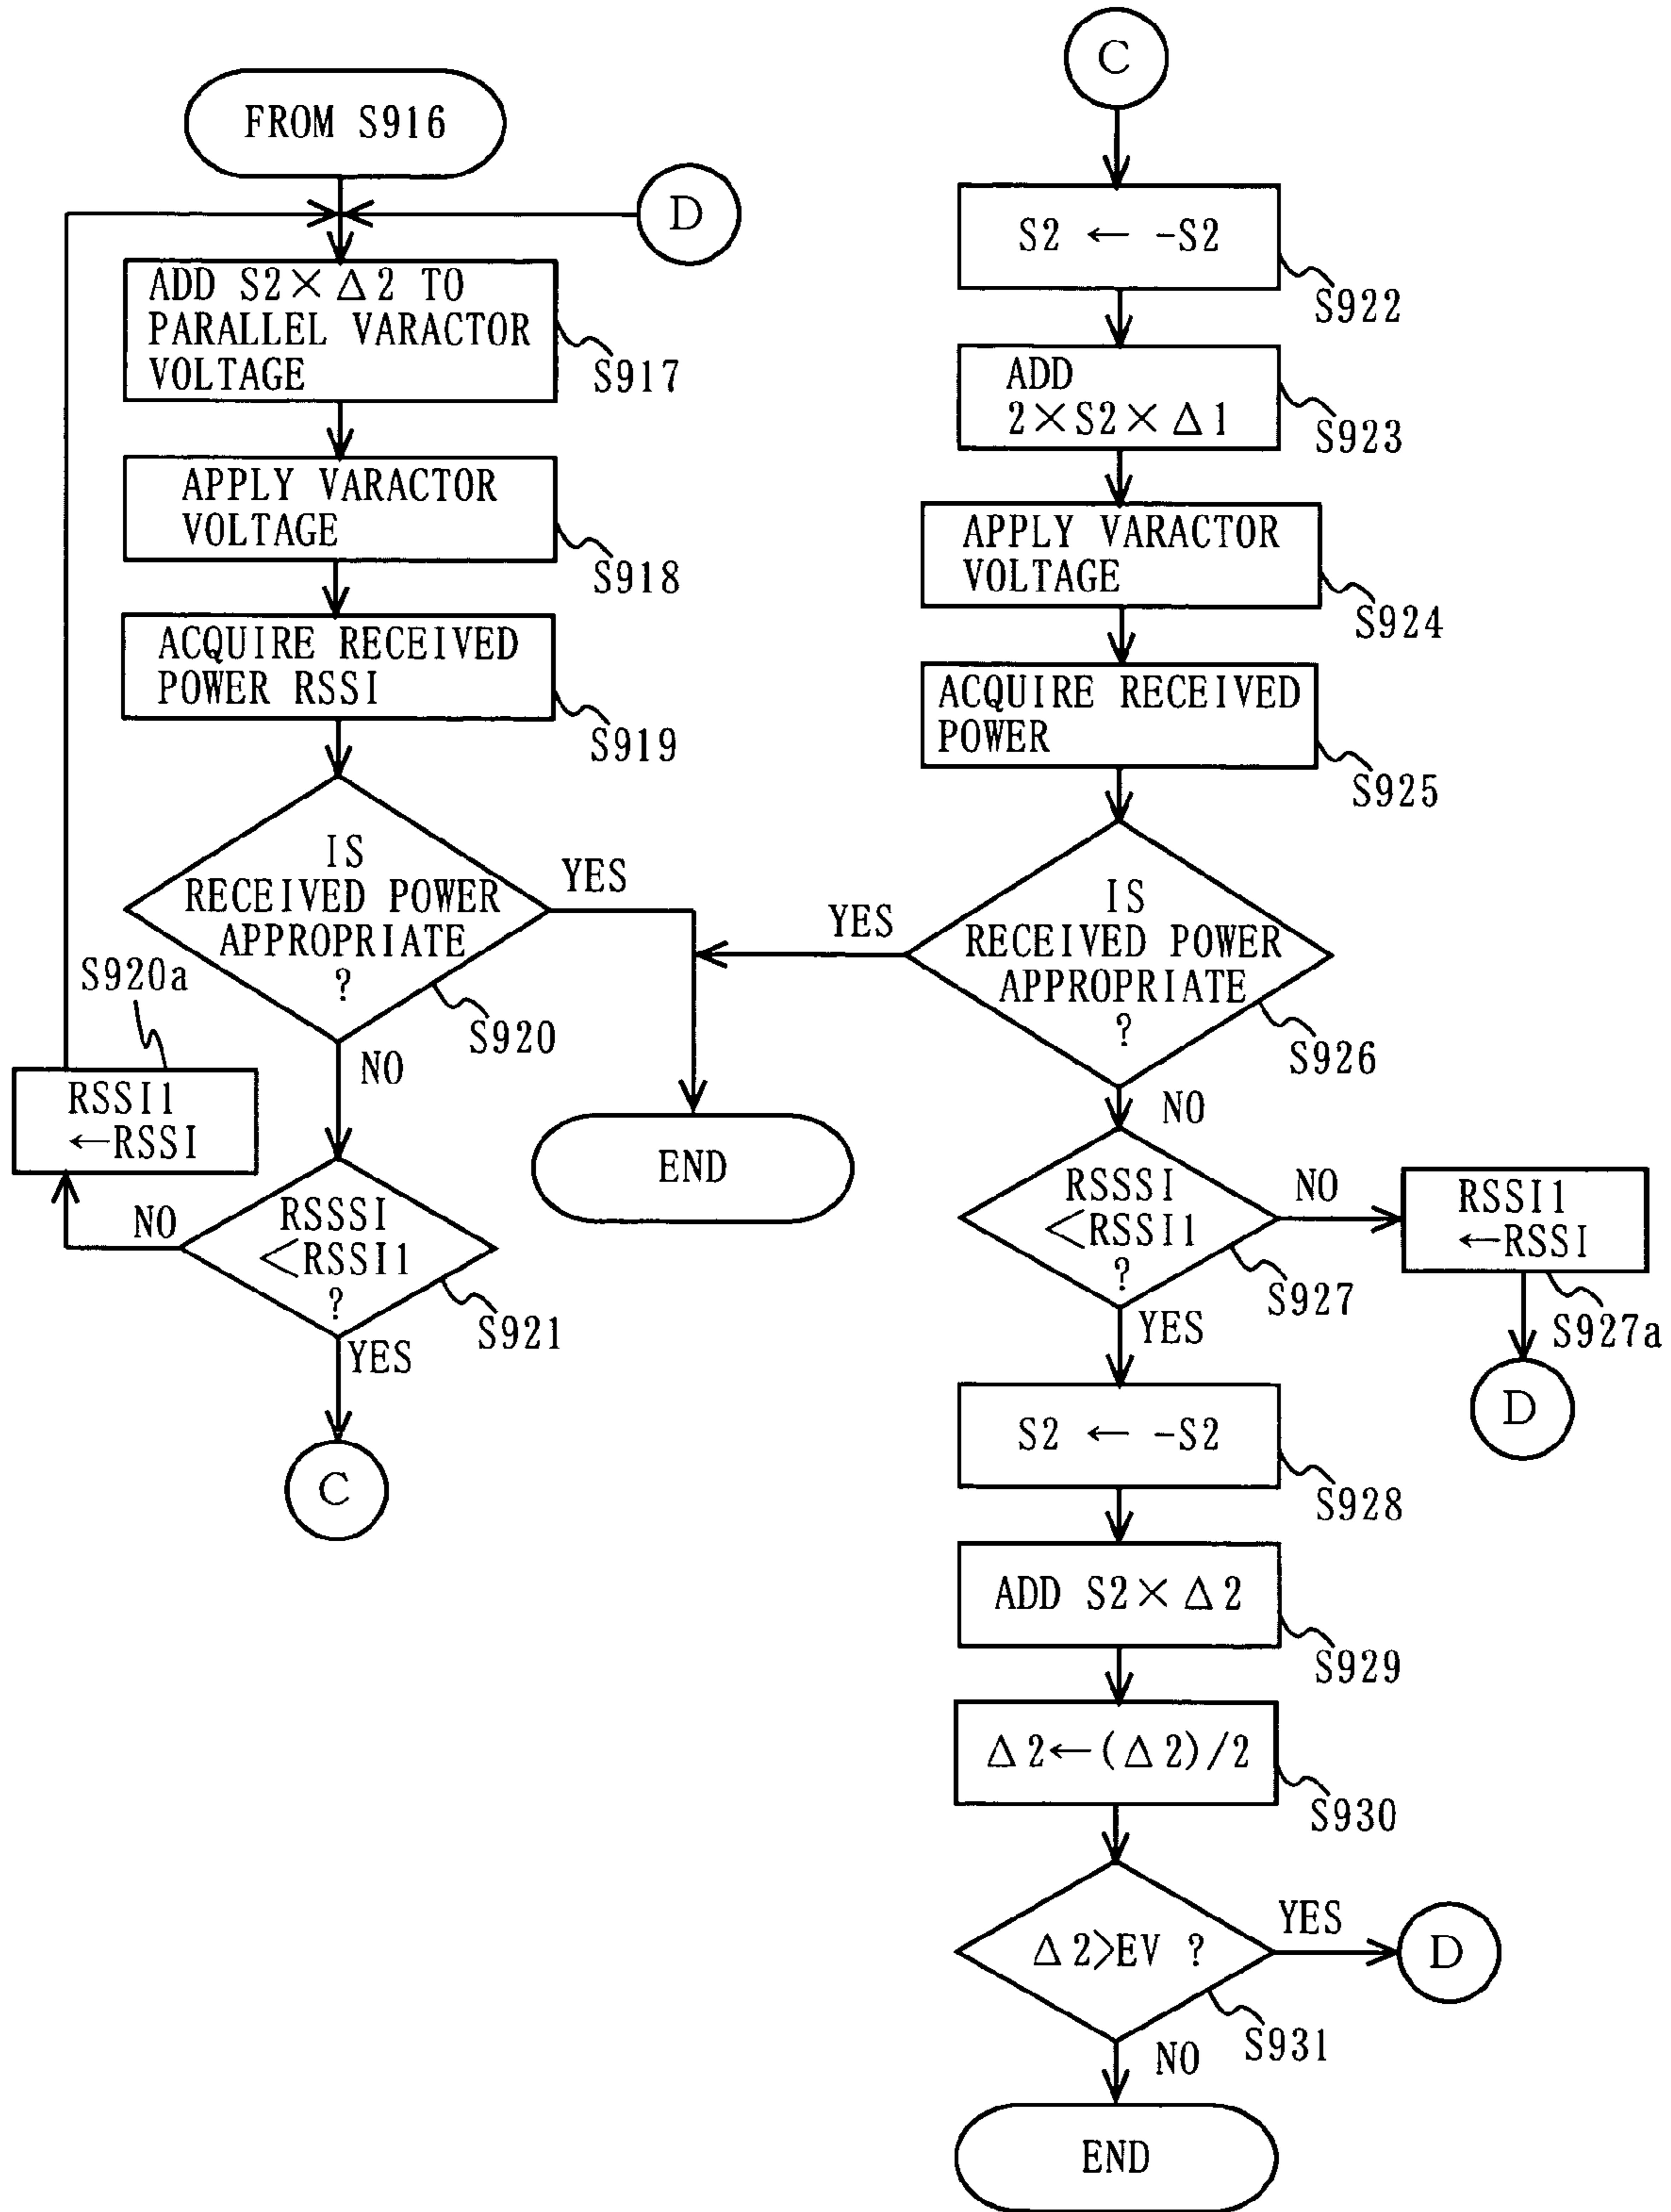 FROM S916
D
ADD S2×Δ2 TO
PARALLEL VARACTOR
VOLTAGE
S917
APPLY VARACTOR
VOLTAGE
S918
ACQUIRE RECEIVED
POWER RSSI
S919
IS
RECEIVED POWER
APPROPRIATE
?
YES
S920
NO
S920a
RSSI1
←RSSI
NO
RSSSI
<RSSI1
?
S921
YES
C
END
C
S2 ← -S2
S922
ADD
2×S2×Δ1
S923
APPLY VARACTOR
VOLTAGE
S924
ACQUIRE RECEIVED
POWER
S925
YES
IS
RECEIVED POWER
APPROPRIATE
?
S926
NO
RSSSI
<RSSI1
?
NO
S927
RSSI1
←RSSI
S927a
D
YES
S2 ← -S2
S928
ADD S2×Δ2
S929
Δ2←(Δ2)/2
S930
Δ2>EV ?
YES
D
S931
NO
END